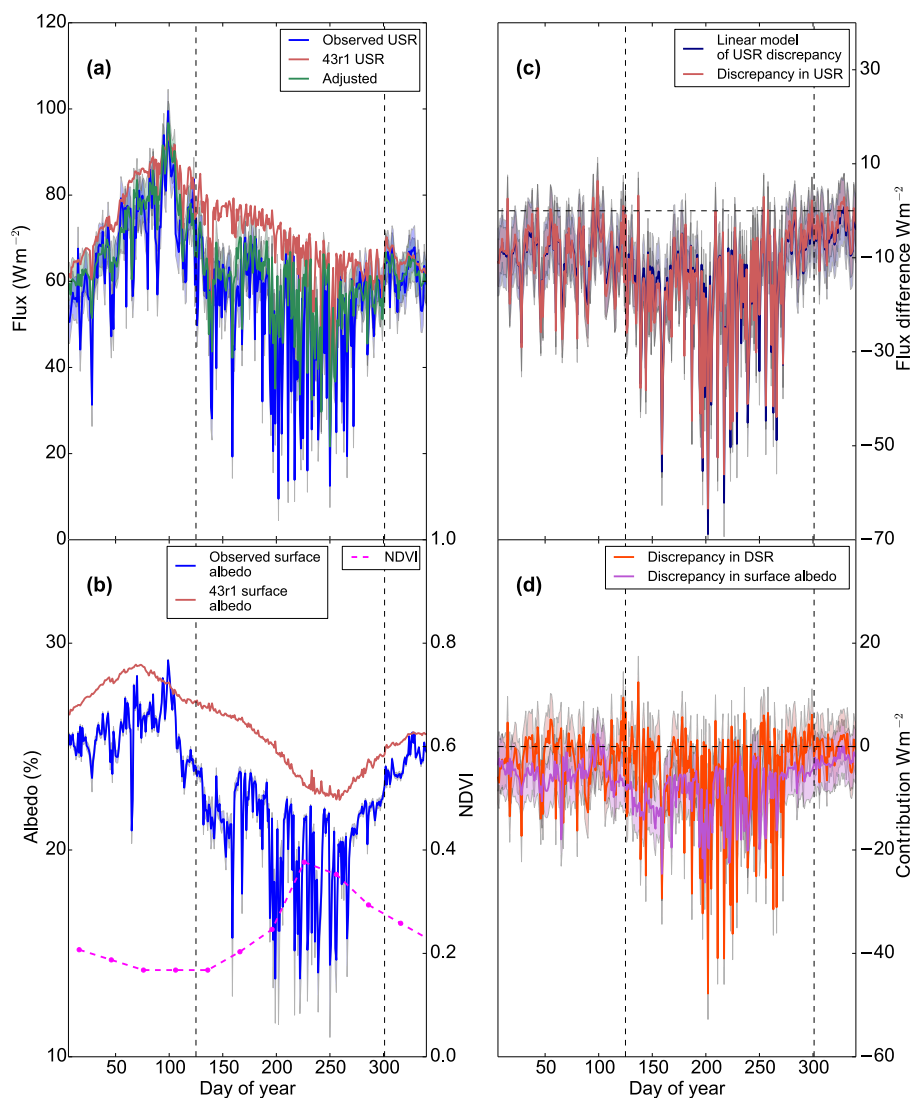 120
100
80
60
40
20
0
Flux (Wm⁻²)
(a)
Observed USR
43r1 USR
Adjusted
(c)
Linear model
of USR discrepancy
Discrepancy in USR
30
10
−10
−30
−50
−70
Flux difference Wm⁻²
30
20
10
Albedo (%)
(b)
Observed surface
albedo
43r1 surface
albedo
NDVI
1.0
0.8
0.6
0.4
0.2
0.0
NDVI
50
100
150
200
250
300
Day of year
(d)
Discrepancy in DSR
Discrepancy in surface albedo
20
0
−20
−40
−60
Contribution Wm⁻²
50
100
150
200
250
300
Day of year